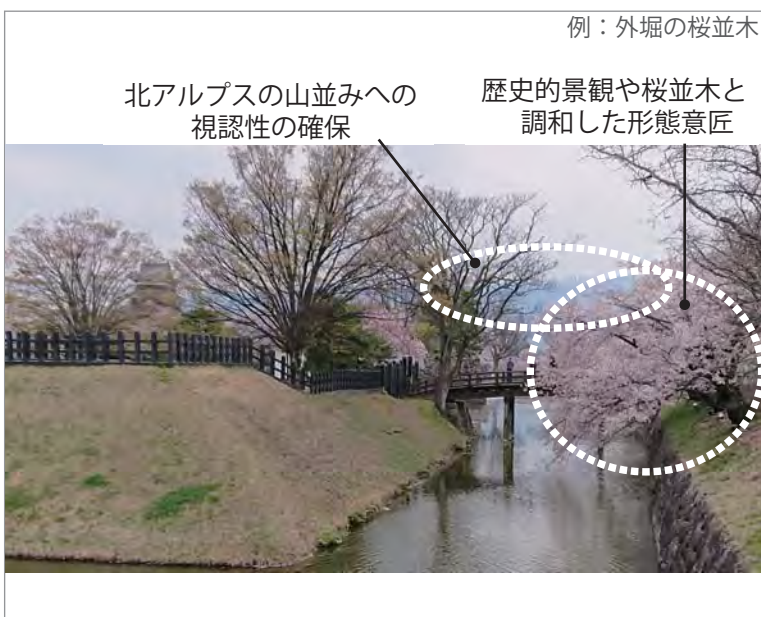 例：外堀の桜並木
北アルプスの山並みへの
視認性の確保
歴史的景観や桜並木と
調和した形態意匠